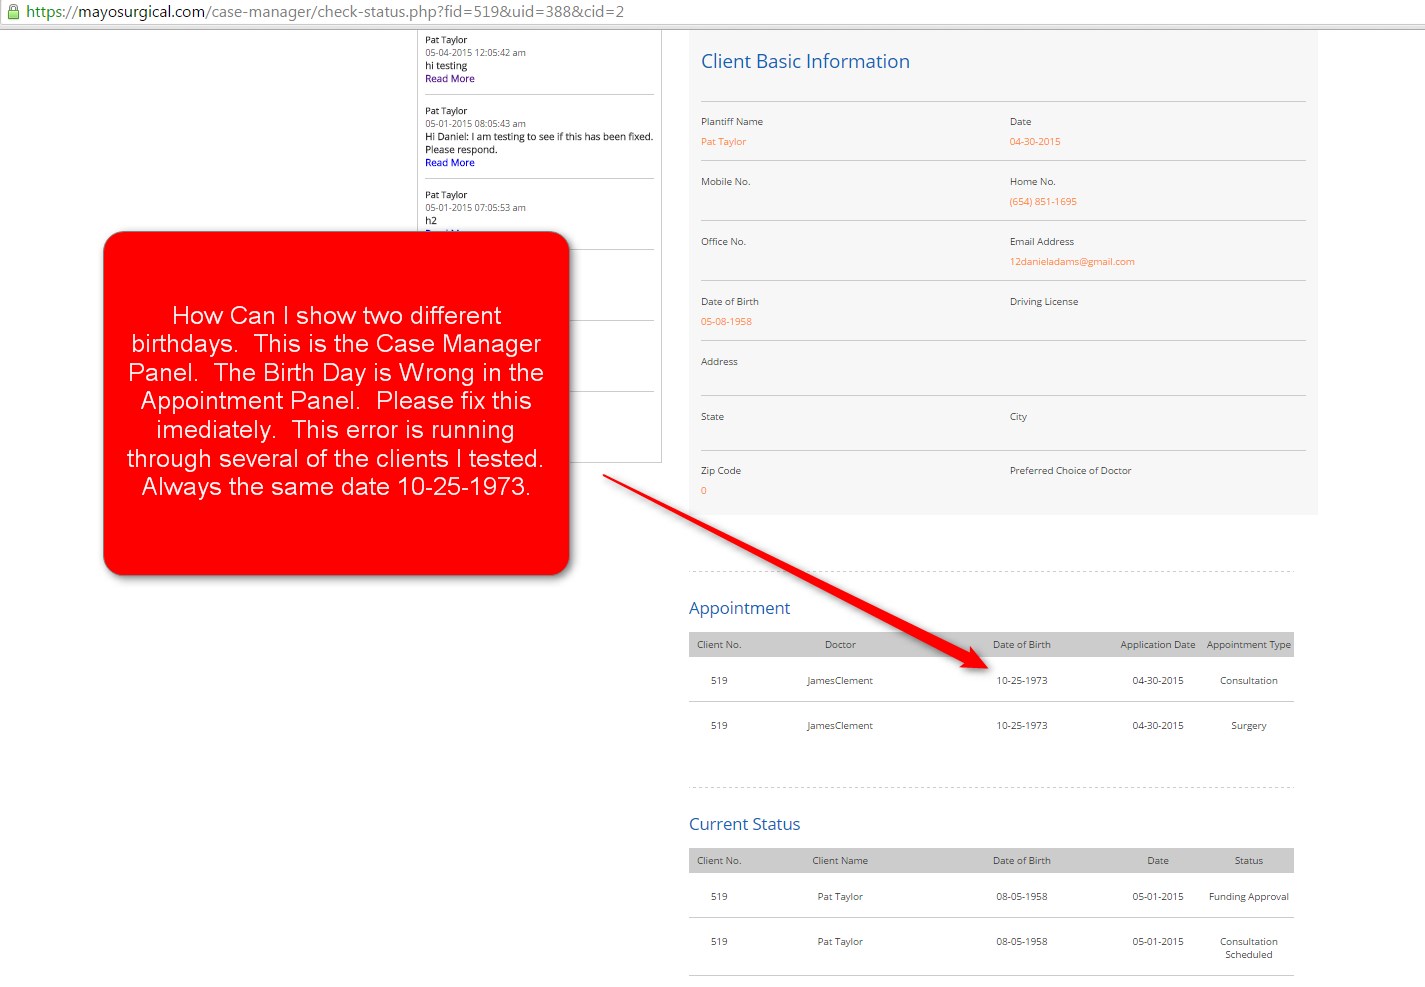 https://mayosurgical.com/case-manager/check-status.php?fid=519&uid=388&cid=2
Pat Taylor
05-04-2015 12:05:42 am
hi testing
Read More
Pat Taylor
05-01-2015 08:05:43 am
Hi Daniel: I am testing to see if this has been fixed.
Please respond.
Read More
Pat Taylor
05-01-2015 07:05:53 am
h2
How Can I show two different
birthdays. This is the Case Manager
Panel. The Birth Day is Wrong in the
Appointment Panel. Please fix this
imediately. This error is running
through several of the clients I tested.
Always the same date 10-25-1973.
Client Basic Information
Plantiff Name Date
Pat Taylor 04-30-2015
Mobile No. Home No.
(654) 851-1695
Office No. Email Address
12danieladams@gmail.com
Date of Birth Driving License
05-08-1958
Address
State City
Zip Code Preferred Choice of Doctor
0
Appointment
Client No. Doctor Date of Birth Application Date Appointment Type
519 JamesClement 10-25-1973 04-30-2015 Consultation
519 JamesClement 10-25-1973 04-30-2015 Surgery
Current Status
Client No. Client Name Date of Birth Date Status
519 Pat Taylor 08-05-1958 05-01-2015 Funding Approval
519 Pat Taylor 08-05-1958 05-01-2015 Consultation
Scheduled